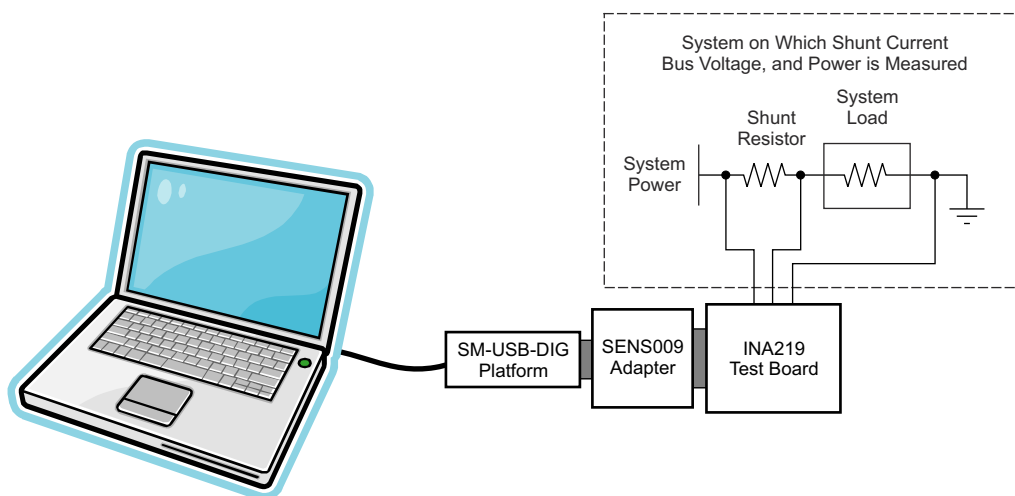 System on Which Shunt Current
Bus Voltage, and Power is Measured
System
Load
Shunt
Resistor
System
Power
SM-USB-DIG
Platform
SENS009
Adapter
INA219
Test Board